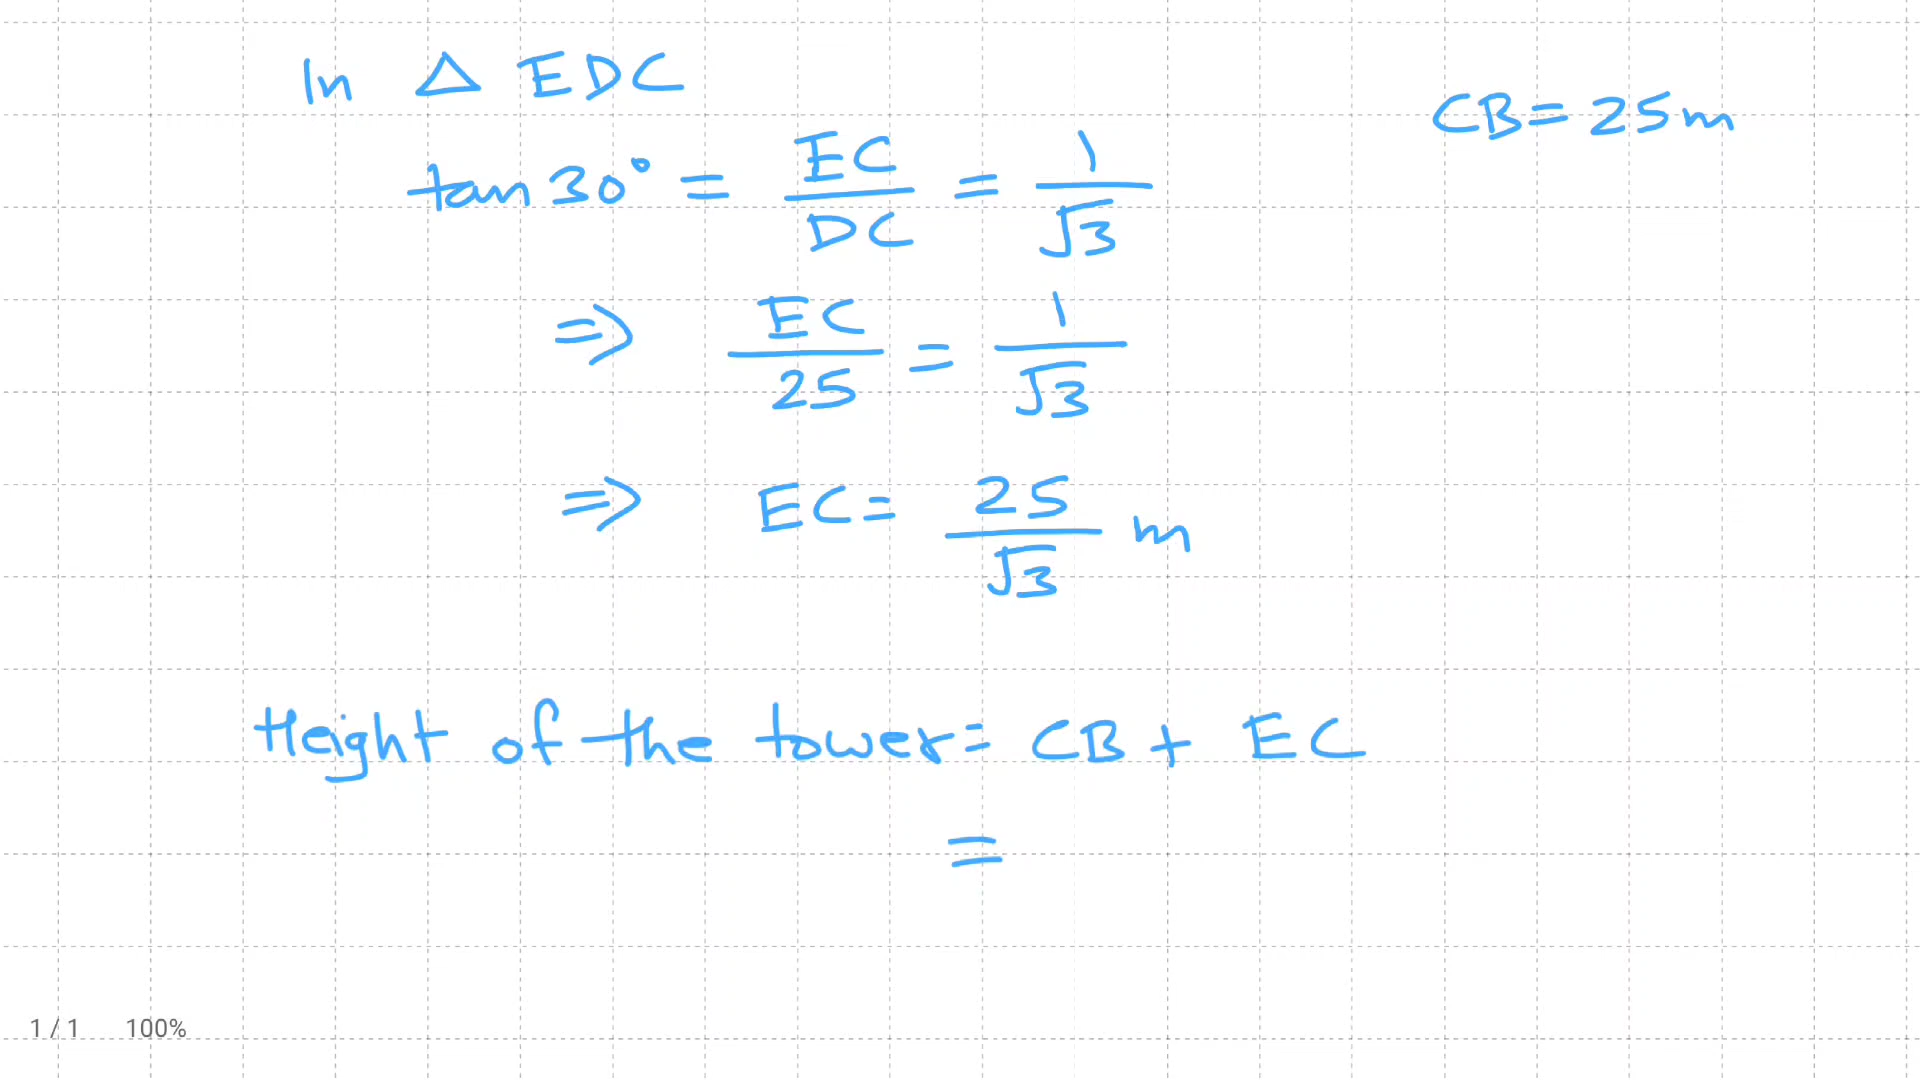 In △ EDC
CB = 25m
tan 30° = EC/DC = 1/√3
⇒ EC/25 = 1/√3
⇒ EC = 25/√3 m
Height of the tower = CB + EC
=
1 / 1 100%